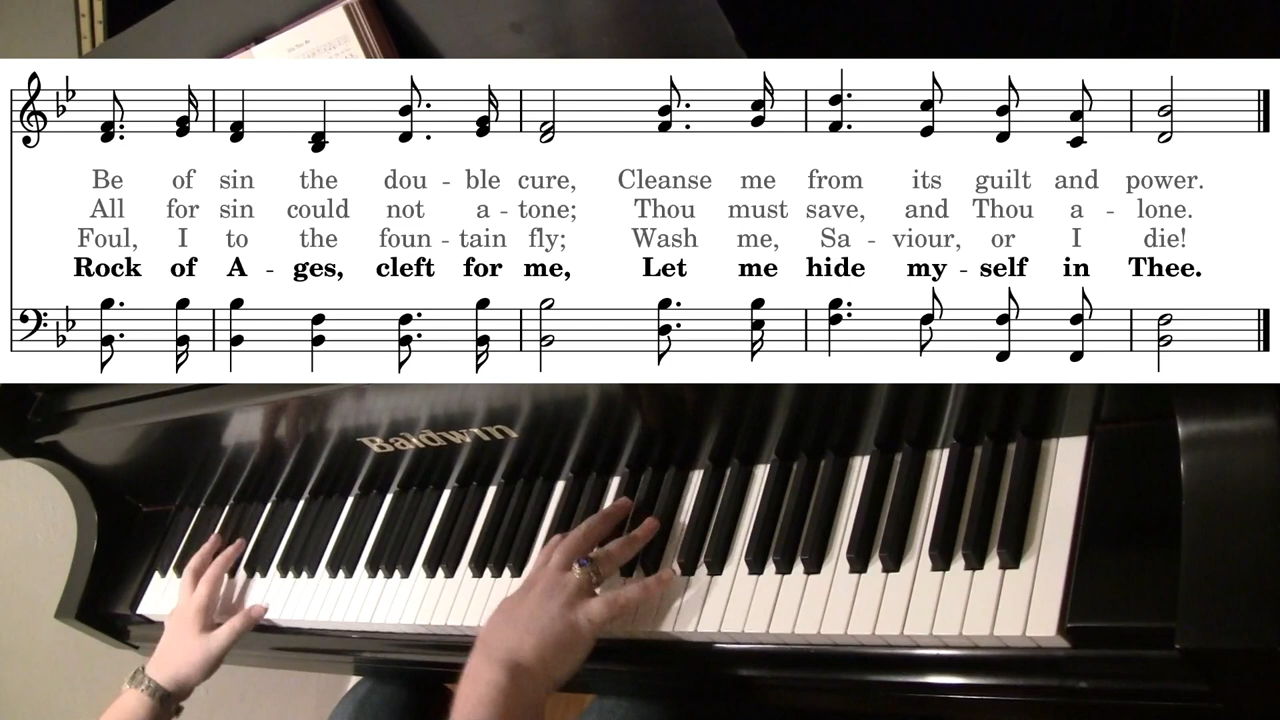 Be of sin the dou - ble cure, Cleanse me from its guilt and power.
All for sin could not a - tone; Thou must save, and Thou a - lone.
Foul, I to the foun - tain fly; Wash me, Sa - viour, or I die!
Rock of A - ges, cleft for me, Let me hide my - self in Thee.
Baldwin